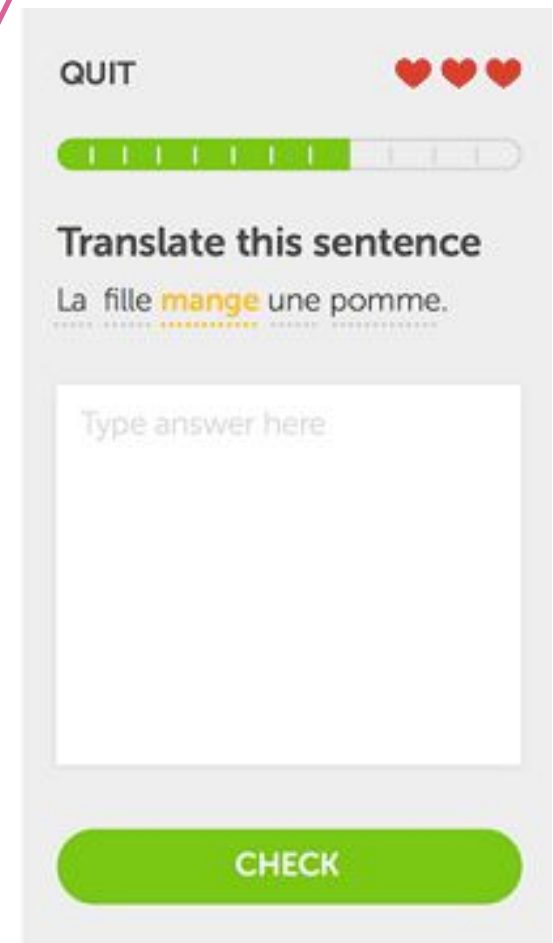 QUIT
Translate this sentence
La fille mange une pomme.
Type answer here
CHECK